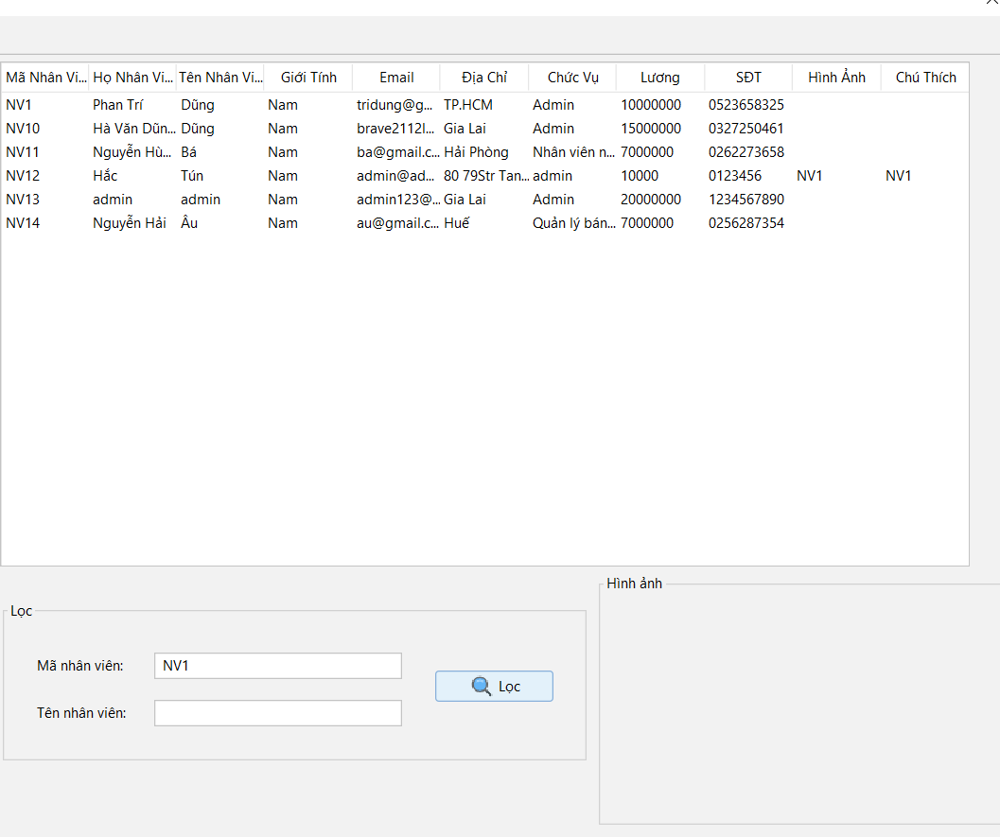 Mã Nhân Vi... Họ Nhân Vi... Tên Nhân Vi... Giới Tính Email Địa Chỉ Chức Vụ Lương SĐT Hình Ảnh Chú Thích
NV1 Phan Trí Dũng Nam tridung@g... TP.HCM Admin 10000000 0523658325
NV10 Hà Văn Dũn... Dũng Nam brave2112l... Gia Lai Admin 15000000 0327250461
NV11 Nguyễn Hù... Bá Nam ba@gmail.c... Hải Phòng Nhân viên n... 7000000 0262273658
NV12 Hắc Tún Nam admin@ad... 80 79Str Tan... admin 10000 0123456 NV1 NV1
NV13 admin admin Nam admin123@... Gia Lai Admin 20000000 1234567890
NV14 Nguyễn Hải Âu Nam au@gmail.c... Huế Quản lý bán... 7000000 0256287354
Hình ảnh
Lọc
Mã nhân viên: NV1
Lọc
Tên nhân viên: